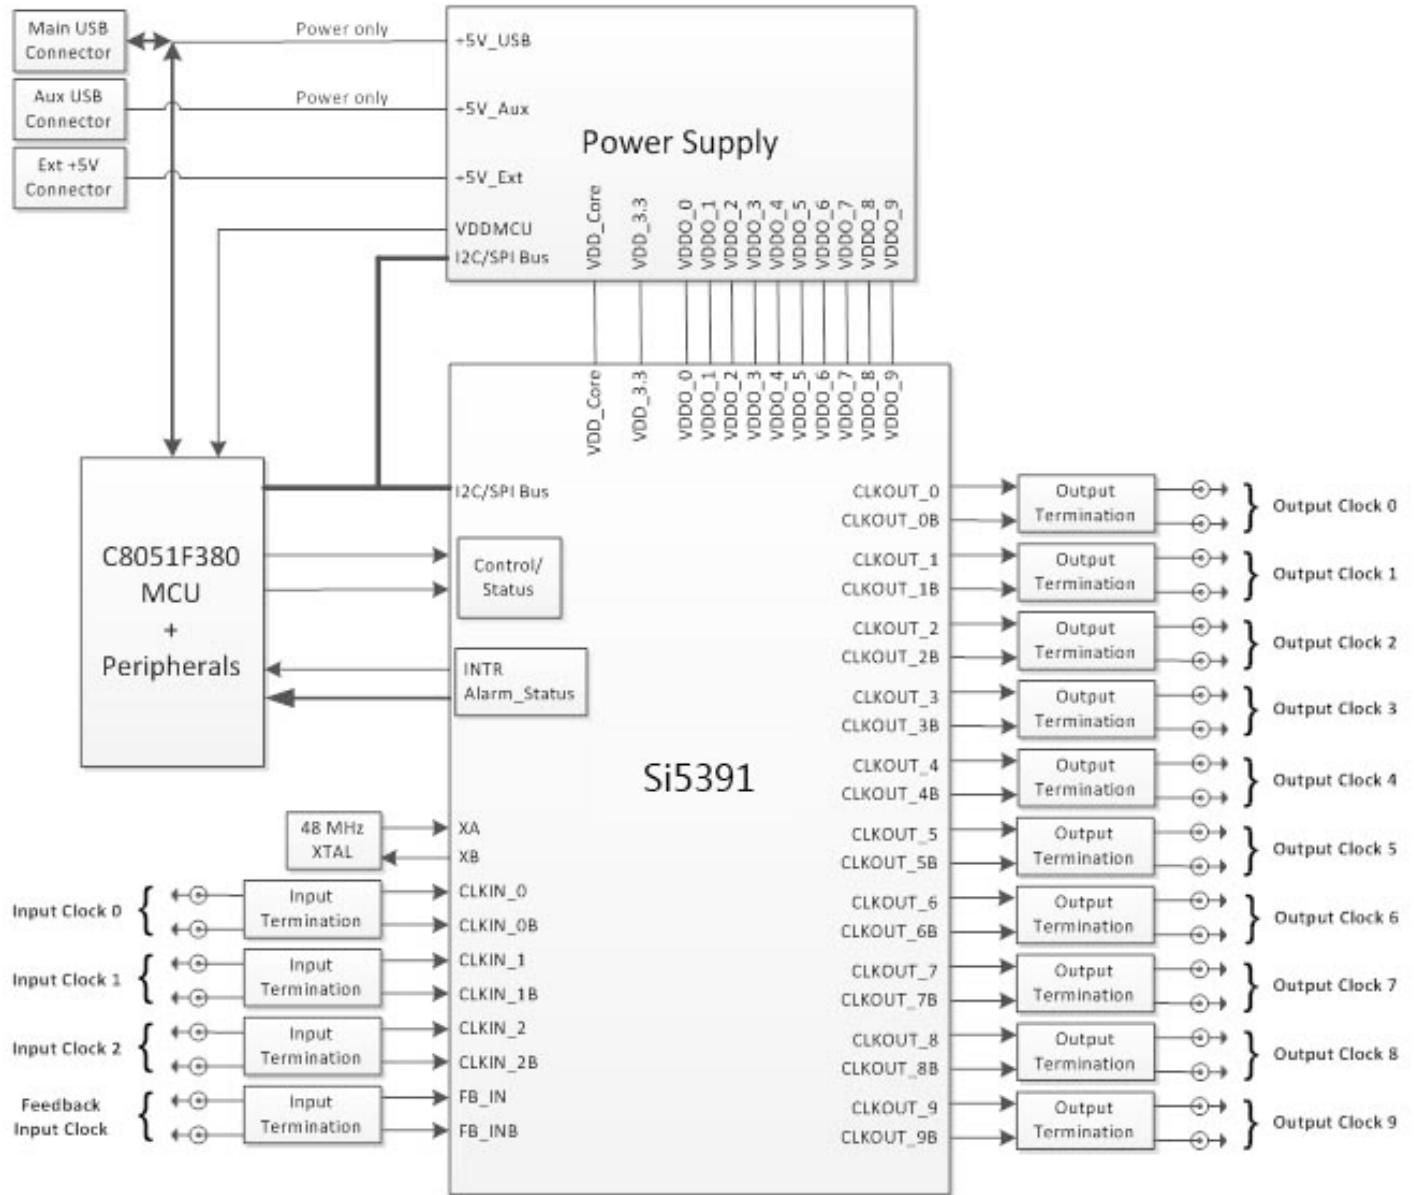 Main USB
Connector
Power only
+5V_USB
Aux USB
Connector
Power only
+5V_Aux
Ext +5V
Connector
+5V_Ext
Power Supply
VDDMCU
I2C/SPI Bus
VDD_Core
VDD_3.3
VDDO_0
VDDO_1
VDDO_2
VDDO_3
VDDO_4
VDDO_5
VDDO_6
VDDO_7
VDDO_8
VDDO_9
VDD_Core
VDD_3.3
VDDO_0
VDDO_1
VDDO_2
VDDO_3
VDDO_4
VDDO_5
VDDO_6
VDDO_7
VDDO_8
VDDO_9
C8051F380
MCU
+
Peripherals
I2C/SPI Bus
Control/
Status
INTR
Alarm_Status
Si5391
48 MHz
XTAL
XA
XB
Input Clock 0
Input
Termination
CLKIN_0
CLKIN_0B
Input Clock 1
Input
Termination
CLKIN_1
CLKIN_1B
Input Clock 2
Input
Termination
CLKIN_2
CLKIN_2B
Feedback
Input Clock
Input
Termination
FB_IN
FB_INB
CLKOUT_0
CLKOUT_0B
Output
Termination
Output Clock 0
CLKOUT_1
CLKOUT_1B
Output
Termination
Output Clock 1
CLKOUT_2
CLKOUT_2B
Output
Termination
Output Clock 2
CLKOUT_3
CLKOUT_3B
Output
Termination
Output Clock 3
CLKOUT_4
CLKOUT_4B
Output
Termination
Output Clock 4
CLKOUT_5
CLKOUT_5B
Output
Termination
Output Clock 5
CLKOUT_6
CLKOUT_6B
Output
Termination
Output Clock 6
CLKOUT_7
CLKOUT_7B
Output
Termination
Output Clock 7
CLKOUT_8
CLKOUT_8B
Output
Termination
Output Clock 8
CLKOUT_9
CLKOUT_9B
Output
Termination
Output Clock 9